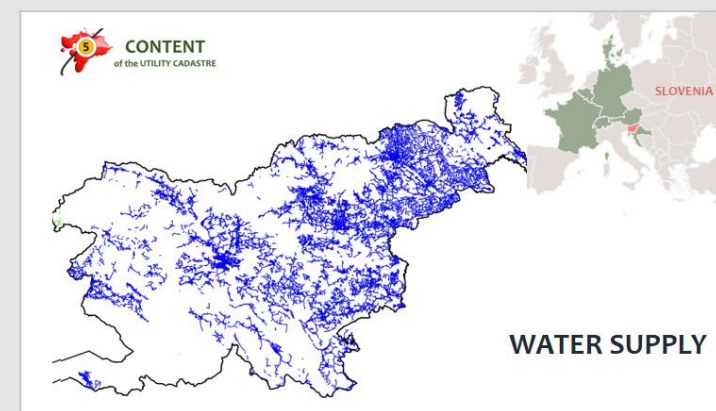 5
CONTENT
of the UTILITY CADASTRE
SLOVENIA
WATER SUPPLY